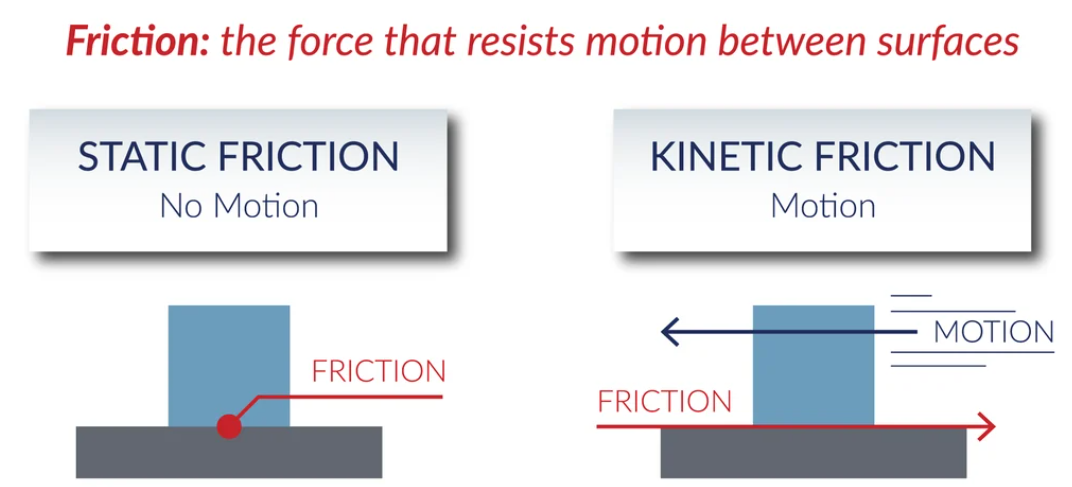 Friction: the force that resists motion between surfaces
STATIC FRICTION
No Motion
KINETIC FRICTION
Motion
FRICTION
MOTION
FRICTION